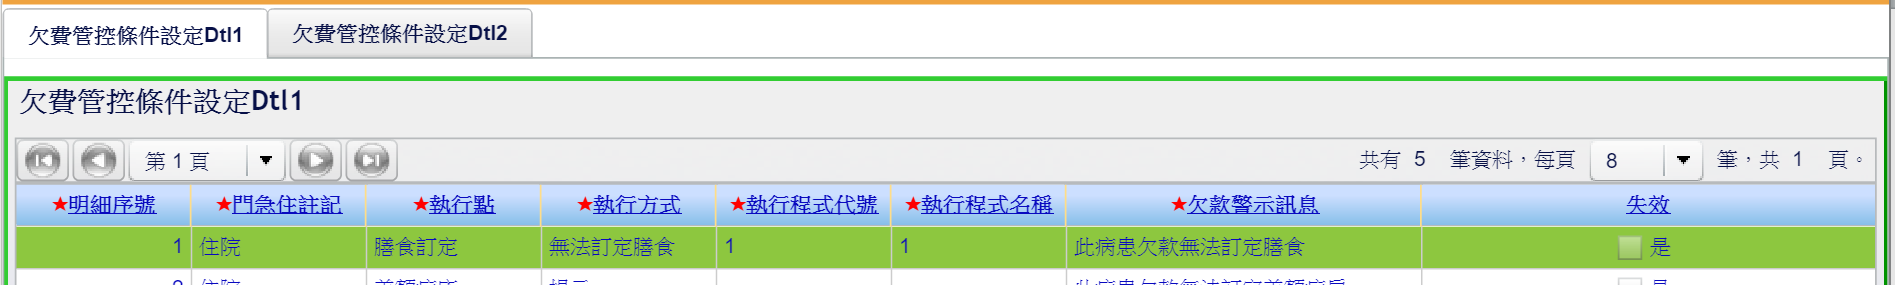 欠費管控條件設定Dtl1 欠費管控條件設定Dtl2
欠費管控條件設定Dtl1
第 1 頁 共有 5 筆資料，每頁 8 筆，共 1 頁。
★明細序號 ★門急住註記 ★執行點 ★執行方式 ★執行程式代號 ★執行程式名稱 ★欠款警示訊息 失效
1 住院 膳食訂定 無法訂定膳食 1 1 此病患欠款無法訂定膳食 是
2 住院